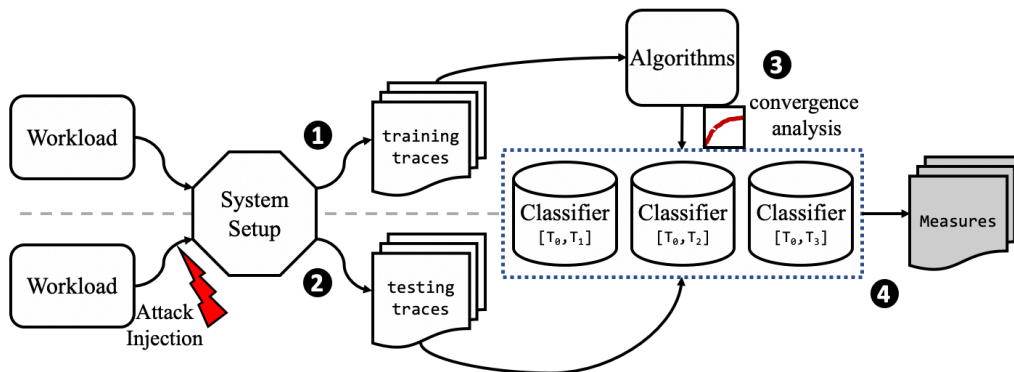 Workload
Workload
Attack
Injection
System
Setup
1
2
training
traces
testing
traces
Algorithms
3
convergence
analysis
Classifier
[T₀,T₁]
Classifier
[T₀,T₂]
Classifier
[T₀,T₃]
4
Measures